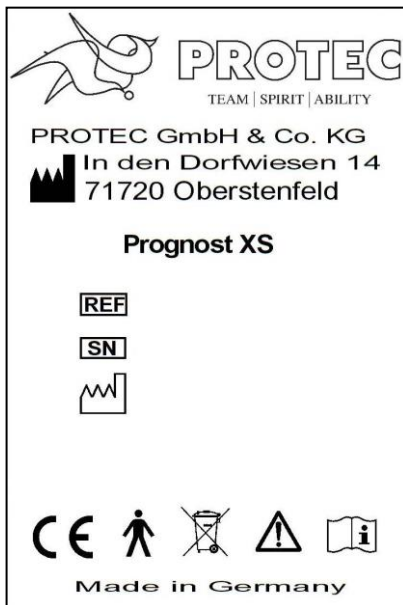 PROTEC
TEAM | SPIRIT | ABILITY
PROTEC GmbH & Co. KG
In den Dorfwiesen 14
71720 Oberstenfeld
Prognost XS
REF
SN
CE
i
Made in Germany